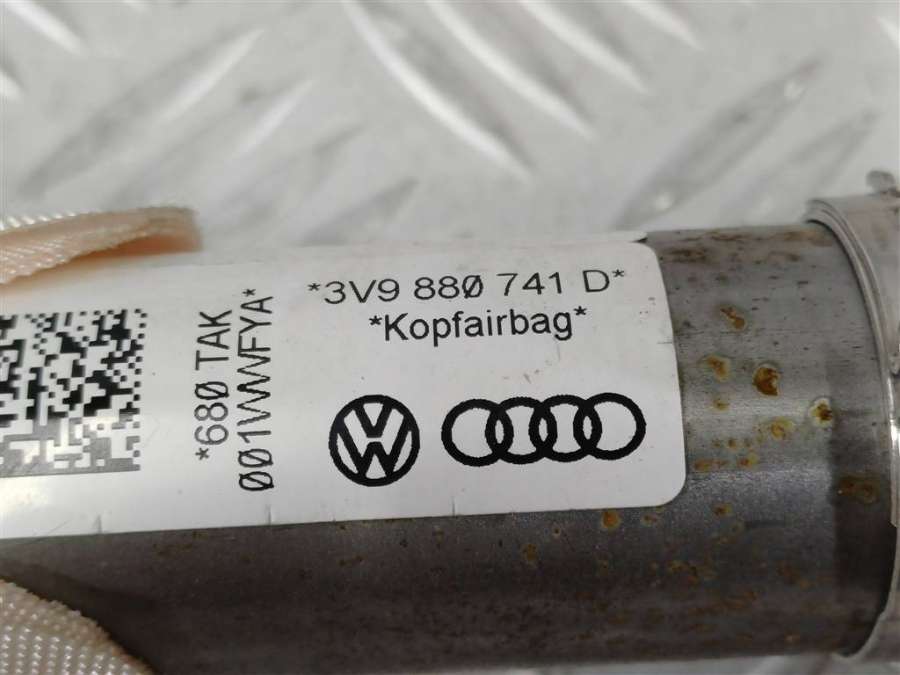 *3V9 880 741 D*
*Kopfairbag*
*680 TAK
001WWFYA*